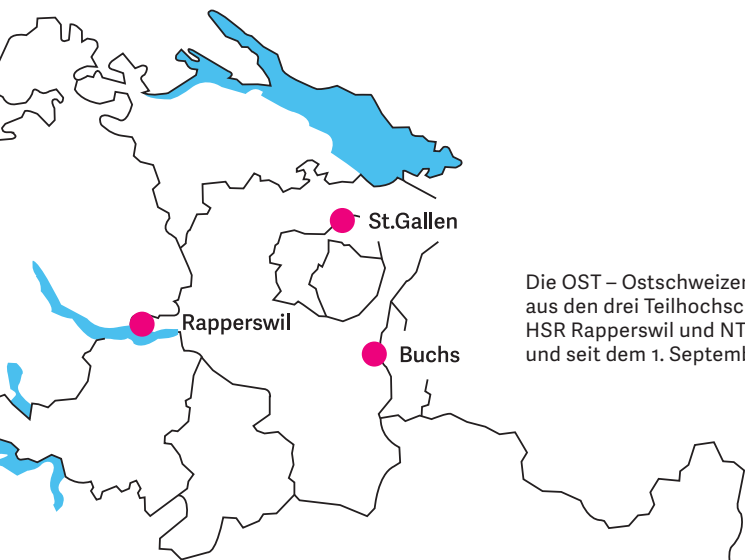 St.Gallen
Rapperswil
Buchs
Die OST – Ostschweizer
aus den drei Teilhochsc
HSR Rapperswil und NT
und seit dem 1. Septemb